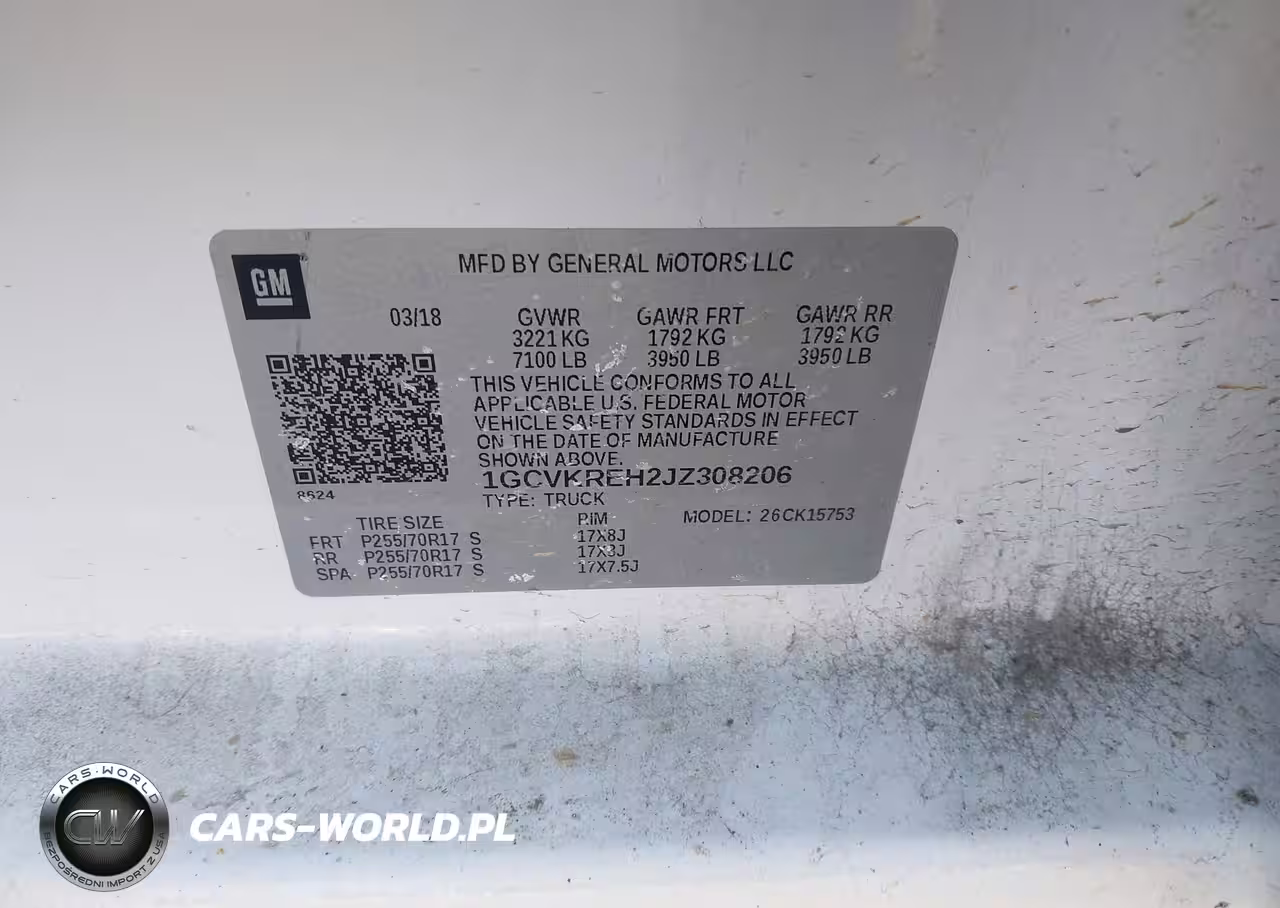 GM
MFD BY GENERAL MOTORS LLC
03/18 GVWR GAWR FRT GAWR RR
3221 KG 1792 KG 1792 KG
7100 LB 3950 LB 3950 LB
THIS VEHICLE CONFORMS TO ALL
APPLICABLE U.S. FEDERAL MOTOR
VEHICLE SAFETY STANDARDS IN EFFECT
ON THE DATE OF MANUFACTURE
SHOWN ABOVE.
1GCVKREH2JZ308206
8624
TYPE: TRUCK
TIRE SIZE RIM MODEL: 26CK15753
FRT P255/70R17 S 17X8J
RR P255/70R17 S 17X8J
SPA P255/70R17 S 17X7.5J
CARS-WORLD
CW
BEZPOŚREDNI IMPORT Z USA
CARS-WORLD.PL